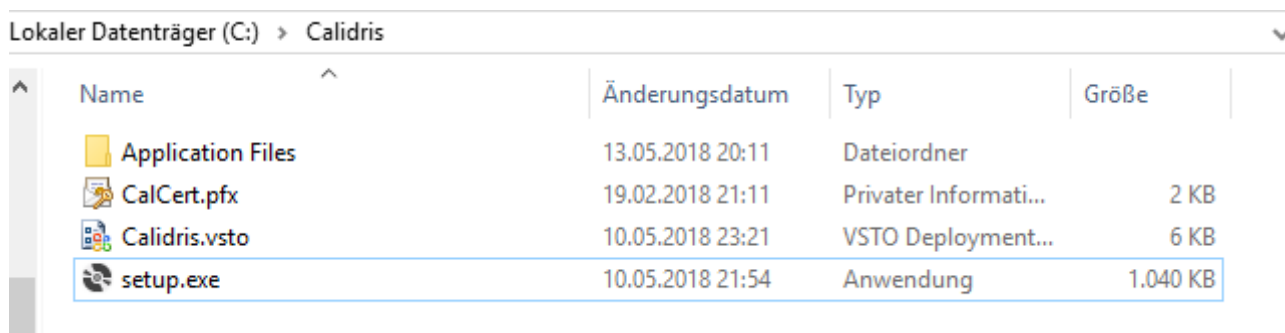 Lokaler Datenträger (C:) > Calidris
Name Änderungsdatum Typ Größe
Application Files 13.05.2018 20:11 Dateiordner
CalCert.pfx 19.02.2018 21:11 Privater Informati... 2 KB
Calidris.vsto 10.05.2018 23:21 VSTO Deployment... 6 KB
setup.exe 10.05.2018 21:54 Anwendung 1.040 KB